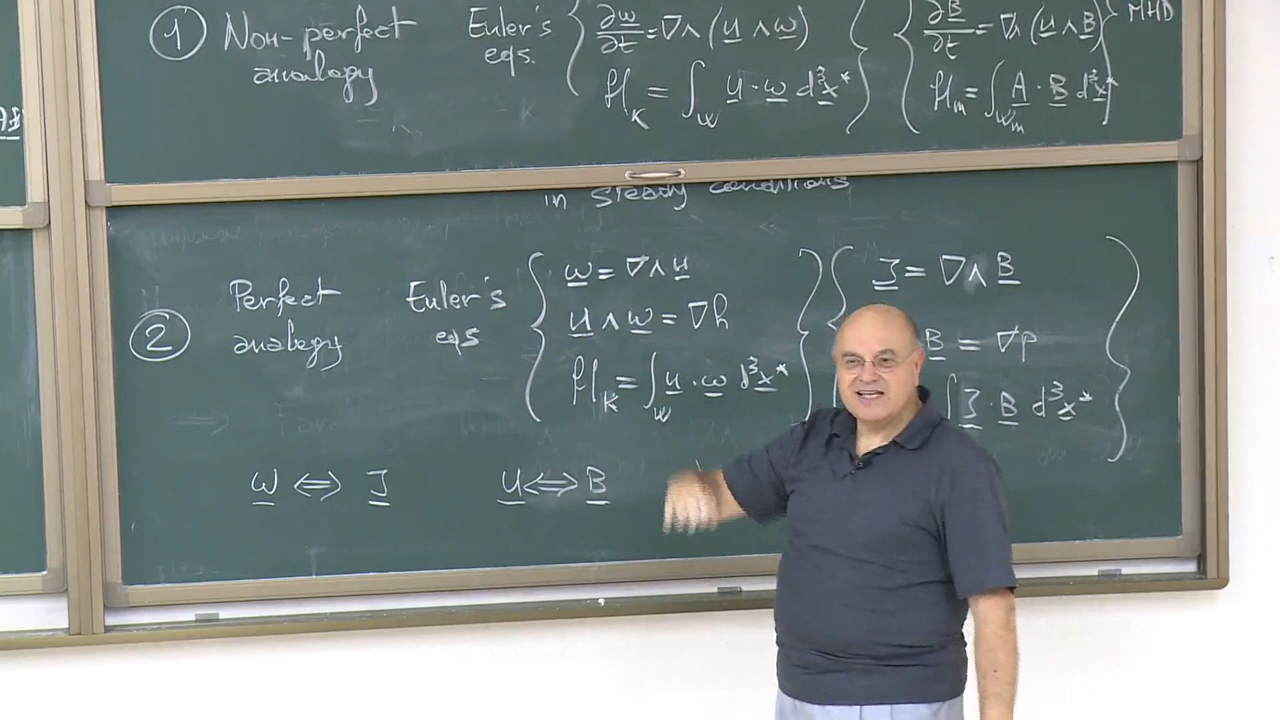 ① Non-perfect analogy
Euler's eqs.
{ ∂ω/∂t = ∇∧(u∧ω)
H_K = ∫_W u·ω d³x* }
{ ∂B/∂t = ∇∧(u∧B)
H_m = ∫_{W_m} A·B d³x }
MHD
in steady conditions
② Perfect analogy
Euler's eqs
{ ω = ∇∧u
u∧ω = ∇h
H_K = ∫_W u·ω d³x* }
{ J = ∇∧B
B = ∇p
∫ J·B d³x* }
ω ⇔ J
u ⇔ B